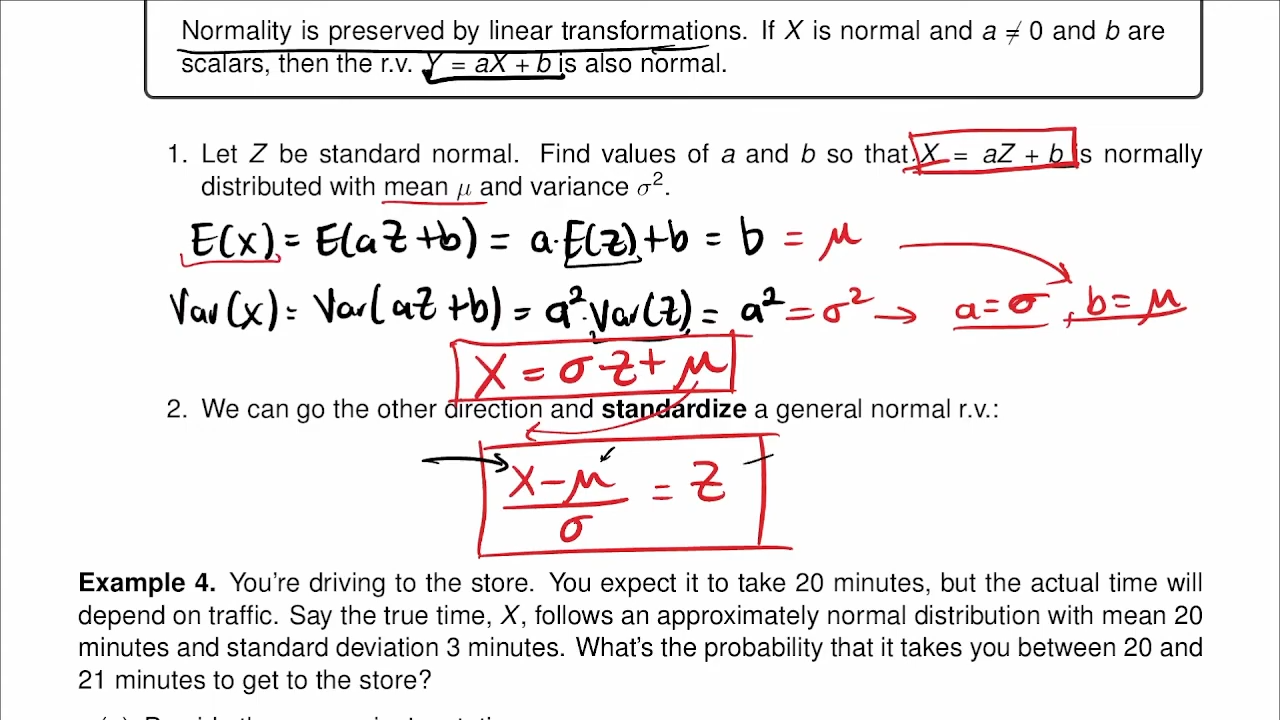 Normality is preserved by linear transformations. If X is normal and a ≠ 0 and b are
scalars, then the r.v. Y = aX + b is also normal.
1. Let Z be standard normal. Find values of a and b so that X = aZ + b is normally
distributed with mean μ and variance σ².
E(x) = E(aZ+b) = a·E(z)+b = b = μ
Var(x) = Var(aZ+b) = a²·Var(z) = a² = σ² → a=σ, b=μ
X = σ·Z + μ
2. We can go the other direction and standardize a general normal r.v.:
X-μ
= Z
σ
Example 4. You're driving to the store. You expect it to take 20 minutes, but the actual time will
depend on traffic. Say the true time, X, follows an approximately normal distribution with mean 20
minutes and standard deviation 3 minutes. What's the probability that it takes you between 20 and
21 minutes to get to the store?